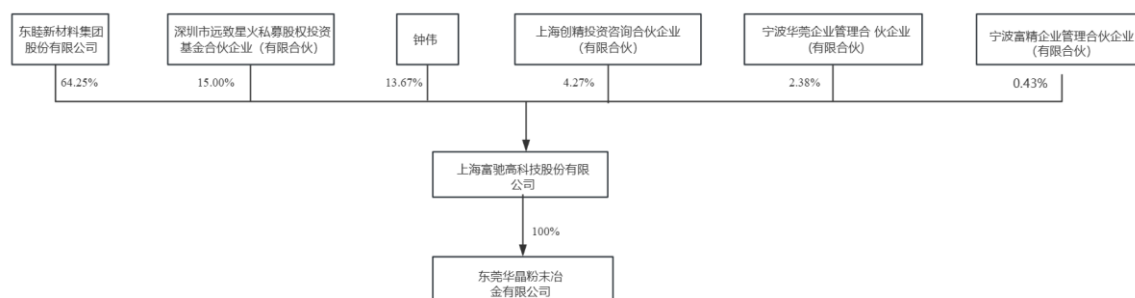 东睦新材料集团
股份有限公司
深圳市远致星火私募股权投资
基金合伙企业（有限合伙）
钟伟
上海创精投资咨询合伙企业
（有限合伙）
宁波华莞企业管理合 伙企业
(有限合伙)
宁波富精企业管理合伙企业
（有限合伙）
64.25%
15.00%
13.67%
4.27%
2.38%
0.43%
上海富驰高科技股份有限
公司
100%
东莞华晶粉末冶
金有限公司